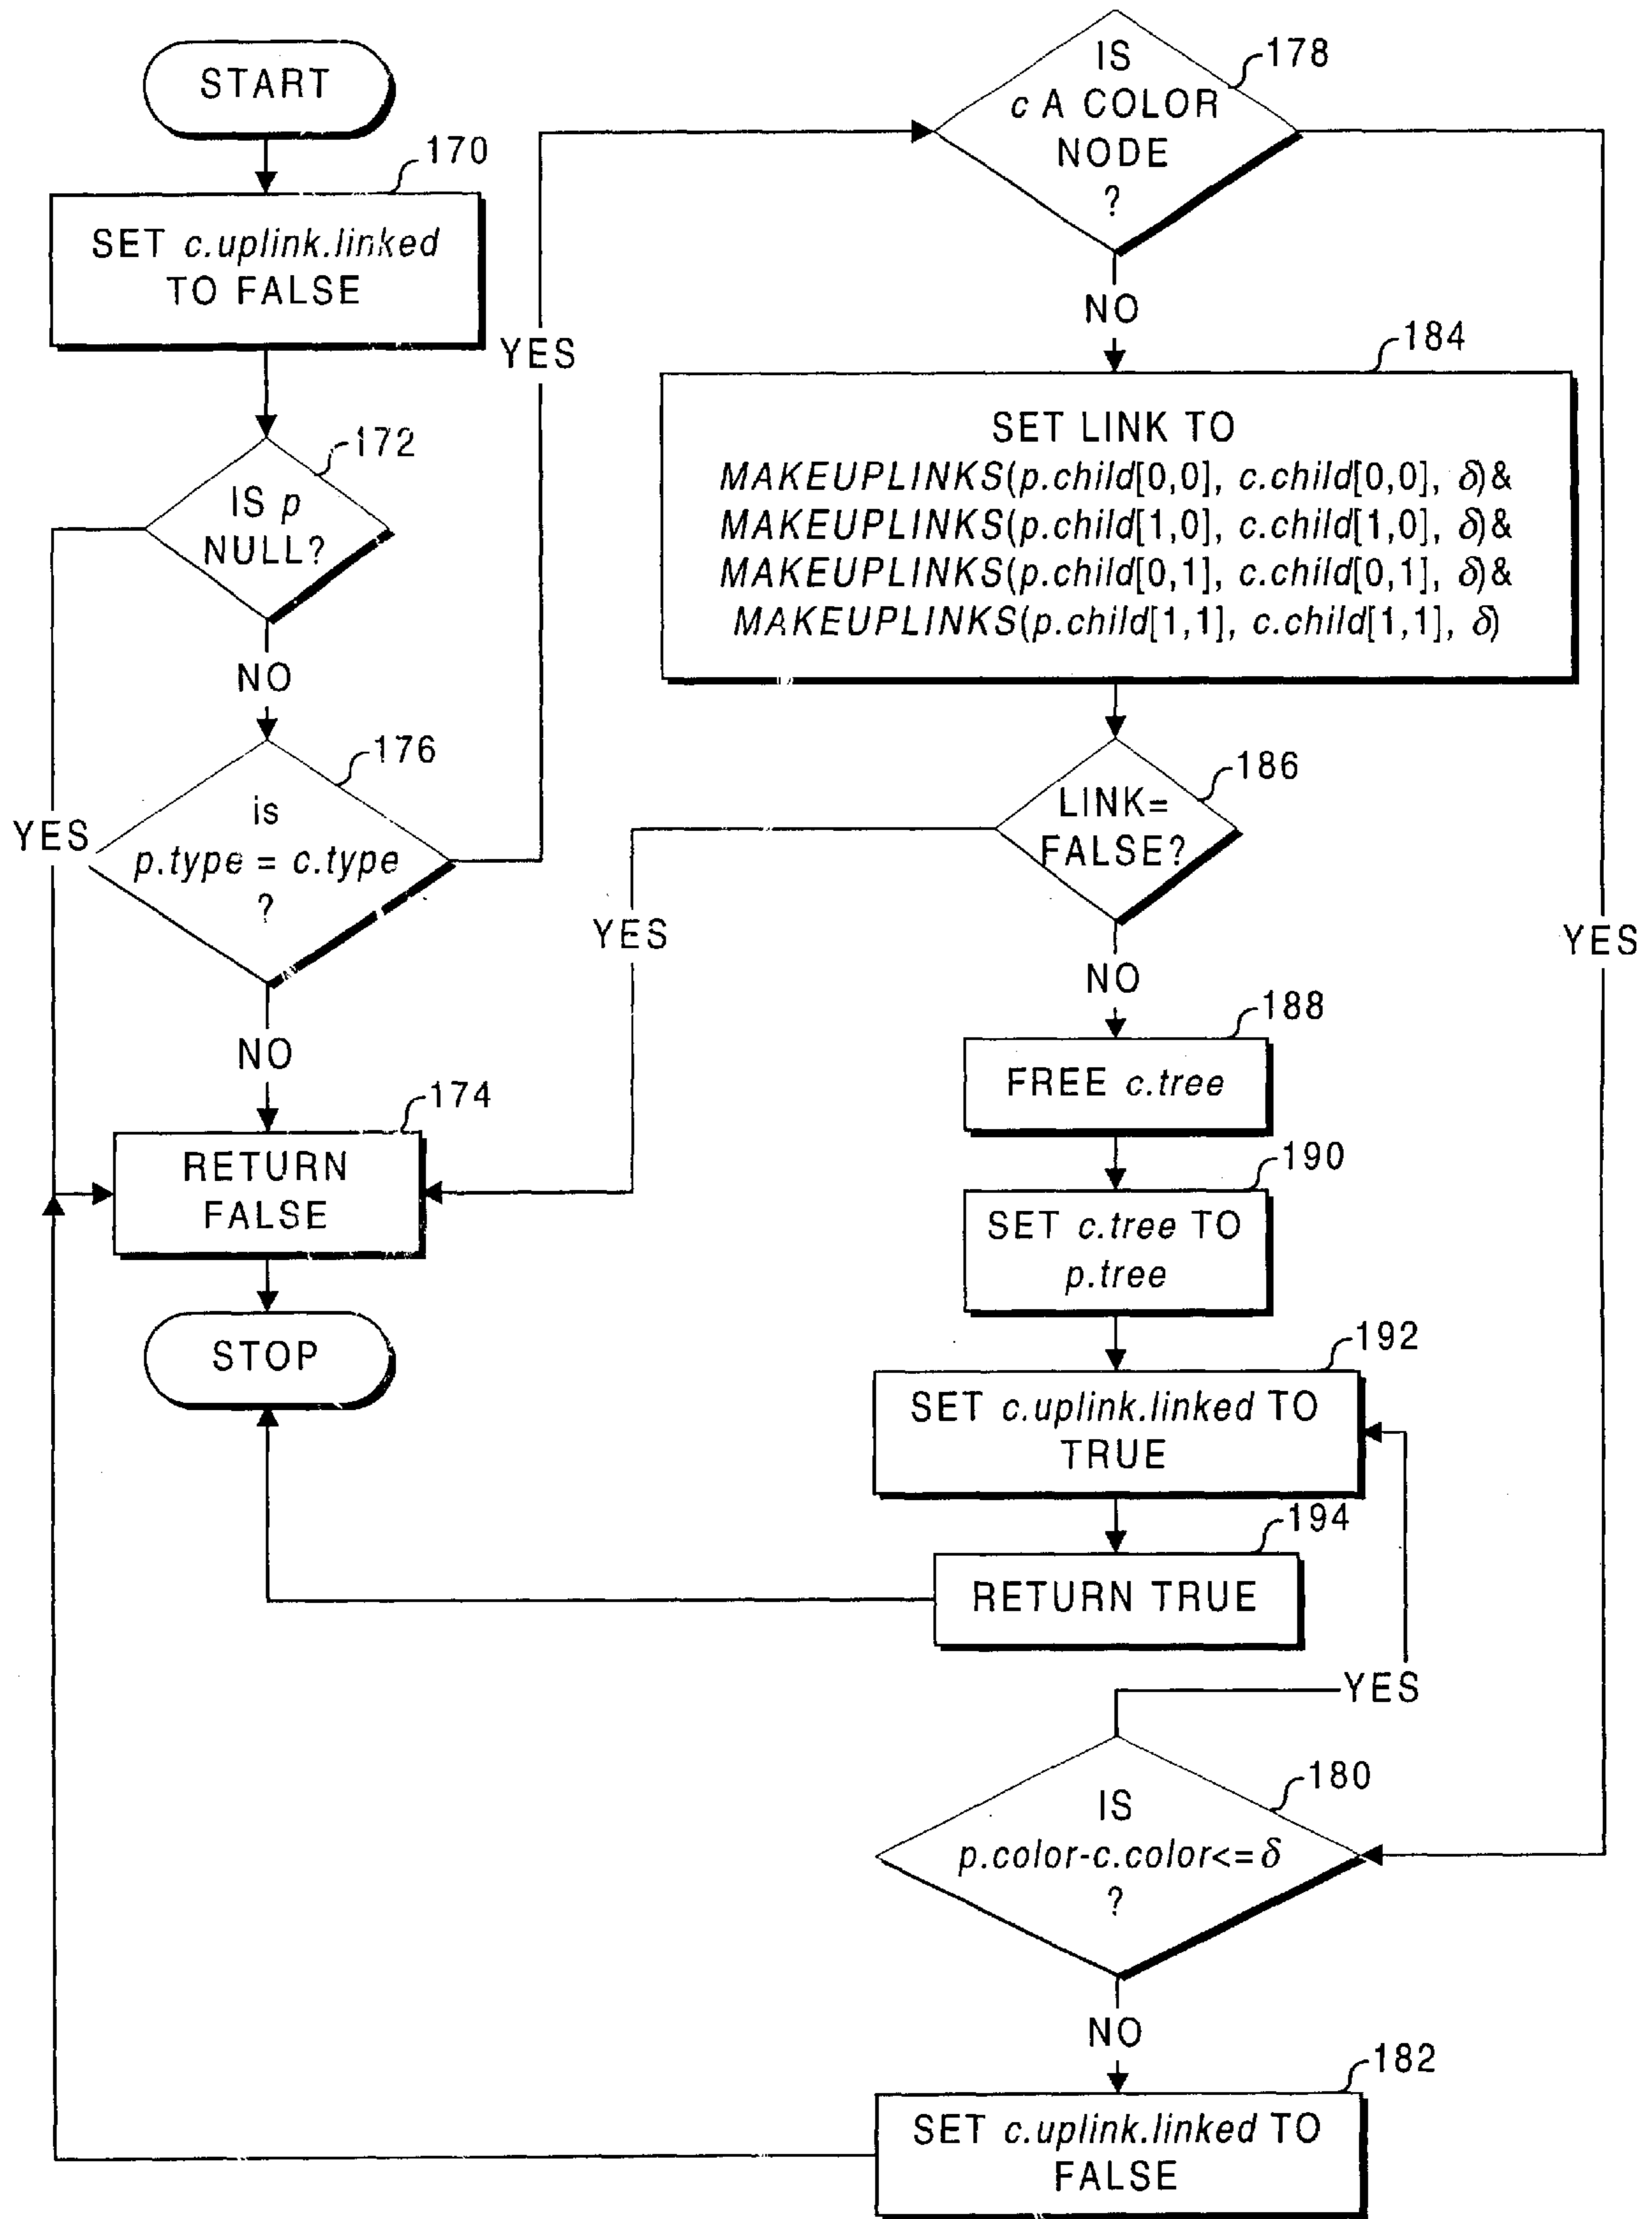 START
170
SET c.uplink.linked
TO FALSE
YES
172
IS p
NULL?
NO
176
is
p.type = c.type
?
YES
NO
174
RETURN
FALSE
STOP
178
IS
c A COLOR
NODE
?
NO
184
SET LINK TO
MAKEUPLINKS(p.child[0,0], c.child[0,0], δ)&
MAKEUPLINKS(p.child[1,0], c.child[1,0], δ)&
MAKEUPLINKS(p.child[0,1], c.child[0,1], δ)&
MAKEUPLINKS(p.child[1,1], c.child[1,1], δ)
186
LINK=
FALSE?
YES
YES
NO
188
FREE c.tree
190
SET c.tree TO
p.tree
192
SET c.uplink.linked TO
TRUE
194
RETURN TRUE
YES
180
IS
p.color-c.color<=δ
?
NO
182
SET c.uplink.linked TO
FALSE